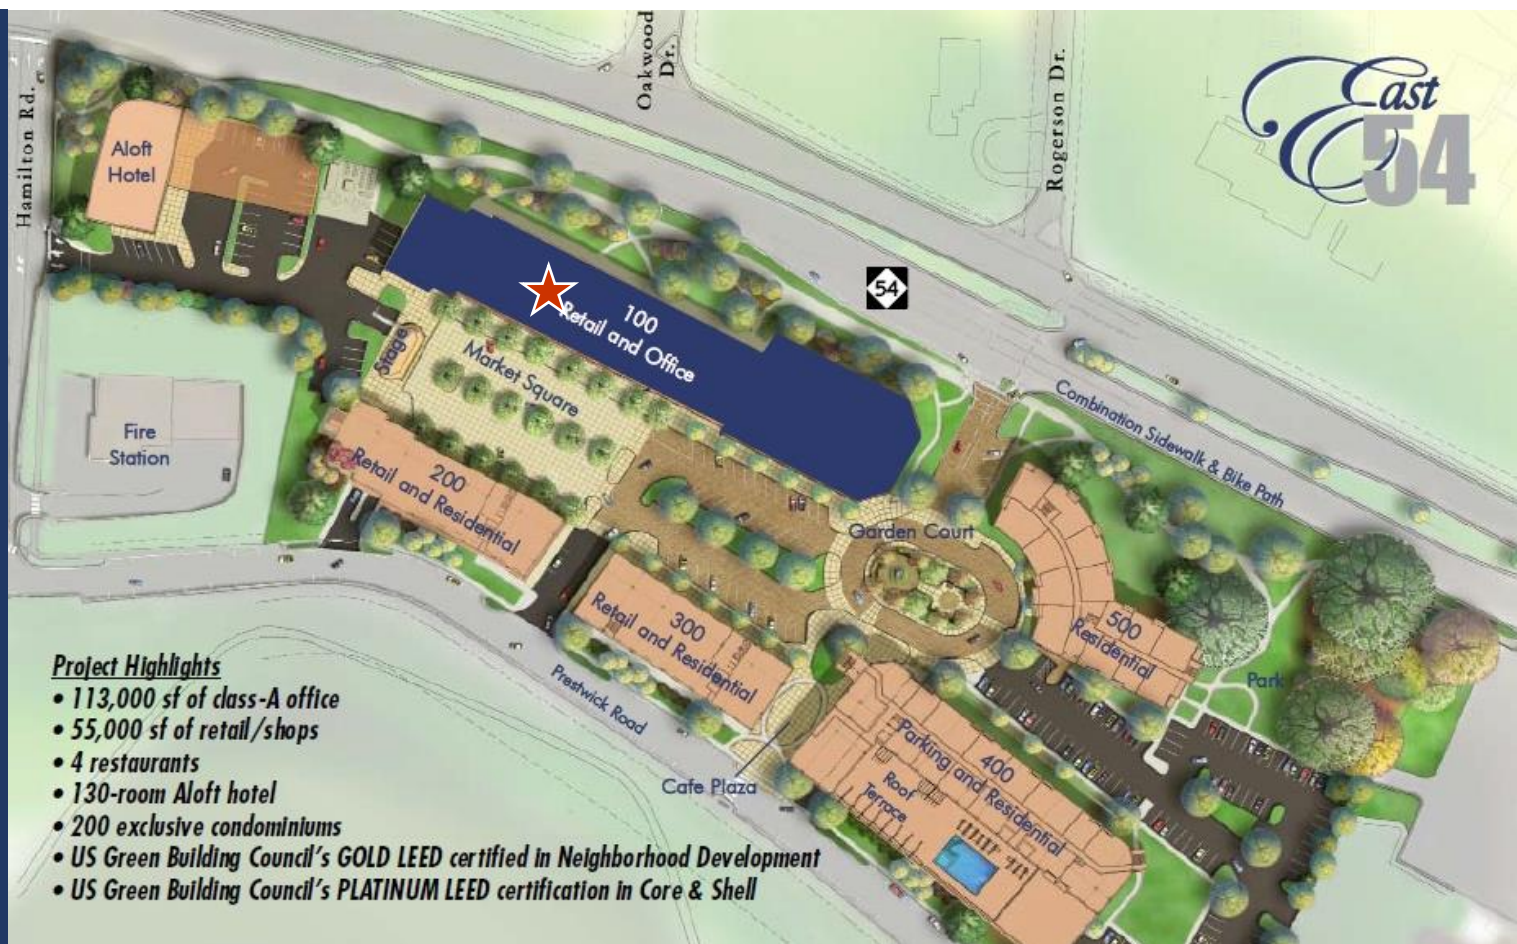 East
54
Hamilton Rd.
Oakwood
Dr.
Rogerson Dr.
Aloft
Hotel
54
100
Retail and Office
Stage
Market Square
Combination Sidewalk & Bike Path
Fire
Station
200
Retail and Residential
Garden Court
300
Retail and Residential
500
Residential
Park
Prestwick Road
Cafe Plaza
400
Parking and Residential
Roof
Terrace
Project Highlights
• 113,000 sf of class-A office
• 55,000 sf of retail/shops
• 4 restaurants
• 130-room Aloft hotel
• 200 exclusive condominiums
• US Green Building Council's GOLD LEED certified in Neighborhood Development
• US Green Building Council's PLATINUM LEED certification in Core & Shell